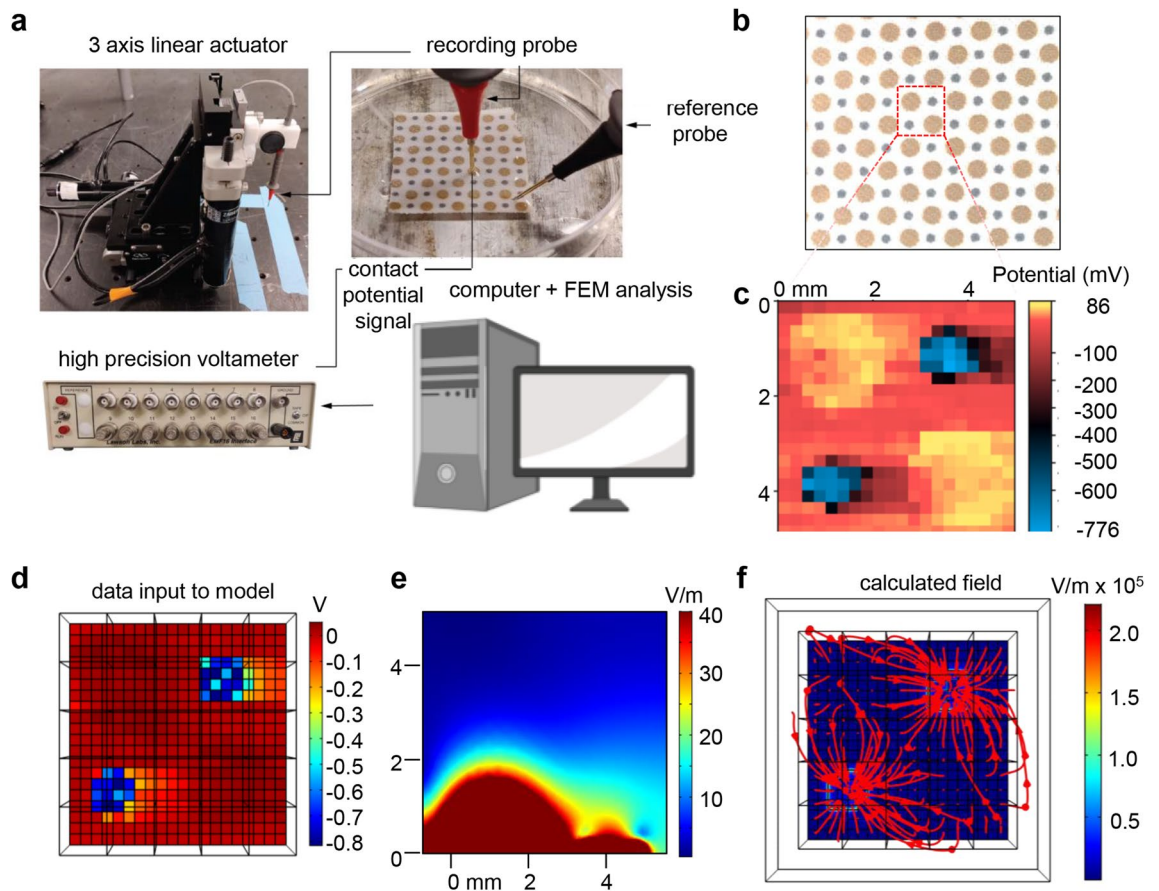 a
3 axis linear actuator
recording probe
reference
probe
contact
potential
signal
computer + FEM analysis
high precision voltameter
Lawson Labs, Inc.
b
Potential (mV)
c
0 mm 2 4
0
2
4
86
-100
-200
-300
-400
-500
-600
-776
d
data input to model
V
0
-0.1
-0.2
-0.3
-0.4
-0.5
-0.6
-0.7
-0.8
e
V/m
40
30
20
10
4
2
0
0 mm 2 4
f
calculated field
V/m x 10⁵
2.0
1.5
1.0
0.5